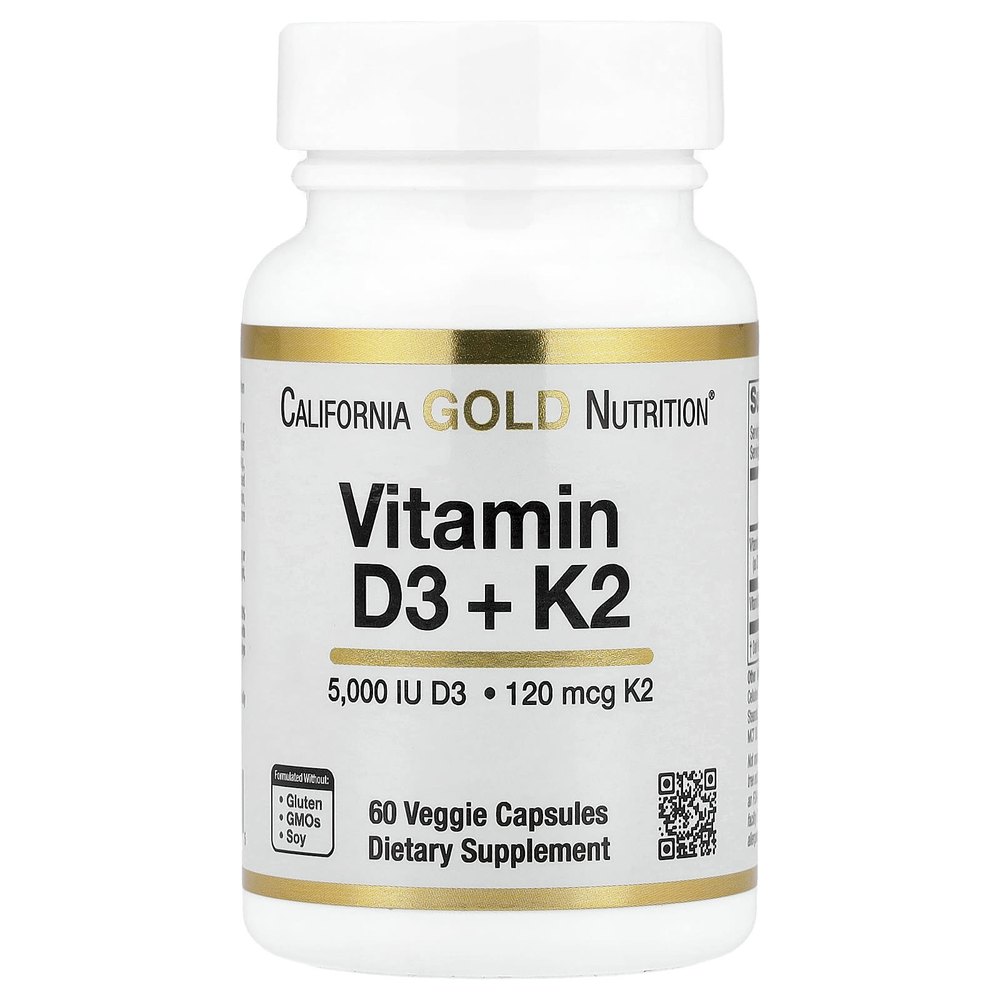 CALIFORNIA GOLD NUTRITION®
Vitamin
D3 + K2
5,000 IU D3 • 120 mcg K2
Formulated Without:
• Gluten
• GMOs
• Soy
60 Veggie Capsules
Dietary Supplement